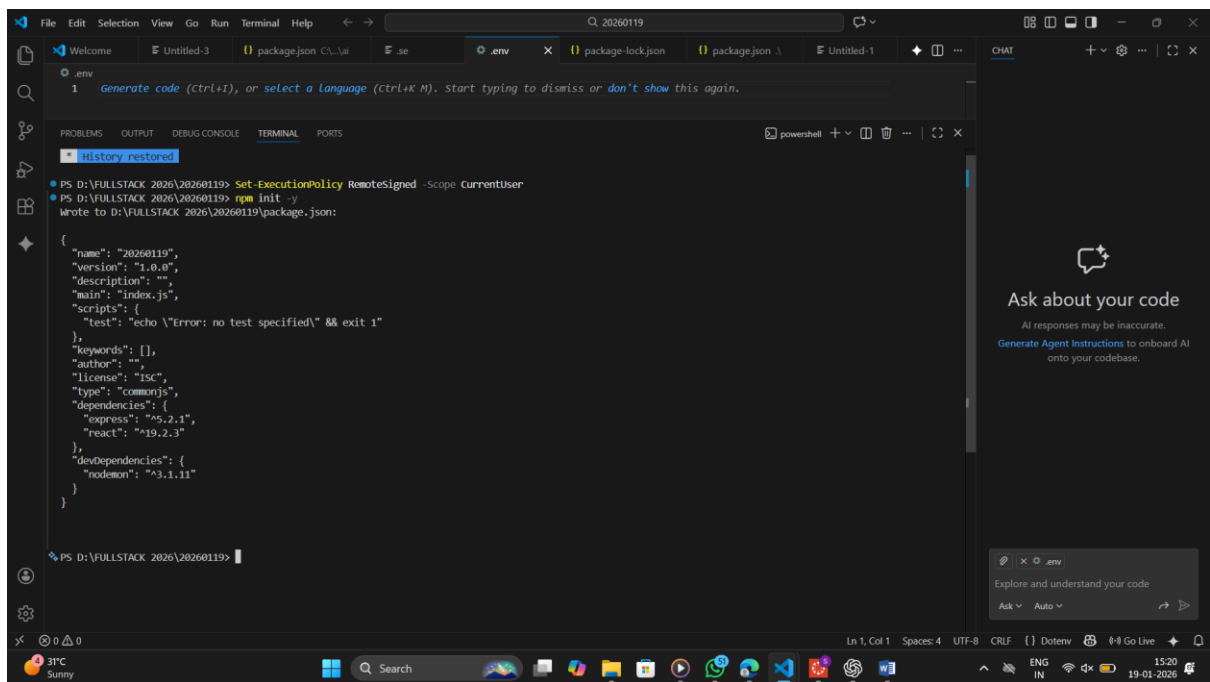 File Edit Selection View Go Run Terminal Help
20260119
Welcome
Untitled-3
package.json C:\...\ai
.se
.env
package-lock.json
package.json .\
Untitled-1
CHAT
.env
1 Generate code (Ctrl+I), or select a language (Ctrl+K M). Start typing to dismiss or don't show this again.
PROBLEMS OUTPUT DEBUG CONSOLE TERMINAL PORTS
powershell
* History restored
PS D:\FULLSTACK 2026\20260119> Set-ExecutionPolicy RemoteSigned -Scope CurrentUser
PS D:\FULLSTACK 2026\20260119> npm init -y
Wrote to D:\FULLSTACK 2026\20260119\package.json:
{
"name": "20260119",
"version": "1.0.0",
"description": "",
"main": "index.js",
"scripts": {
"test": "echo \"Error: no test specified\" && exit 1"
},
"keywords": [],
"author": "",
"license": "ISC",
"type": "commonjs",
"dependencies": {
"express": "^5.2.1",
"react": "^19.2.3"
},
"devDependencies": {
"nodemon": "^3.1.11"
}
}
PS D:\FULLSTACK 2026\20260119>
Ask about your code
AI responses may be inaccurate.
Generate Agent Instructions to onboard AI
onto your codebase.
.env
Explore and understand your code
Ask Auto
0 0
Ln 1, Col 1 Spaces: 4 UTF-8 CRLF {} Dotenv Go Live
4
31°C
Sunny
Search
51
ENG
IN
15:20
19-01-2026